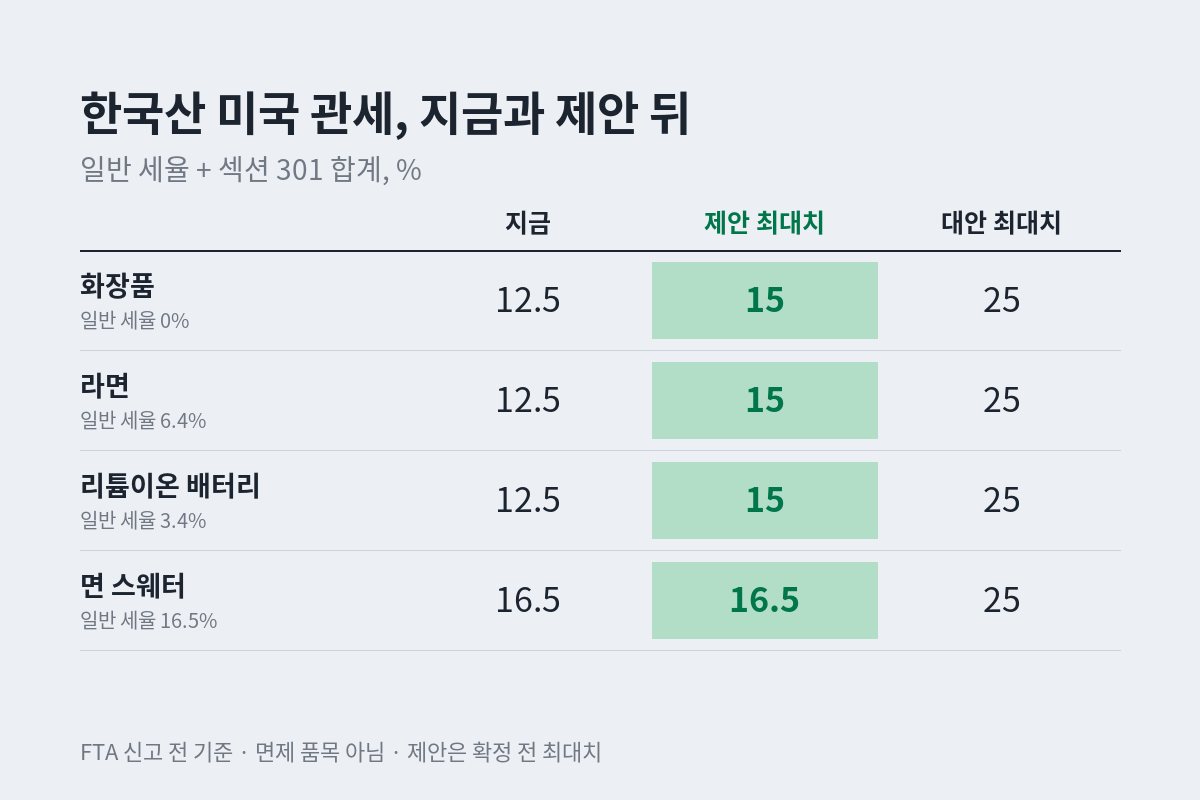 한국산 미국 관세, 지금과 제안 뒤
일반 세율 + 섹션 301 합계, %
지금 제안 최대치 대안 최대치
화장품
일반 세율 0%
12.5 15 25
라면
일반 세율 6.4%
12.5 15 25
리튬이온 배터리
일반 세율 3.4%
12.5 15 25
면 스웨터
일반 세율 16.5%
16.5 16.5 25
FTA 신고 전 기준 · 면제 품목 아님 · 제안은 확정 전 최대치